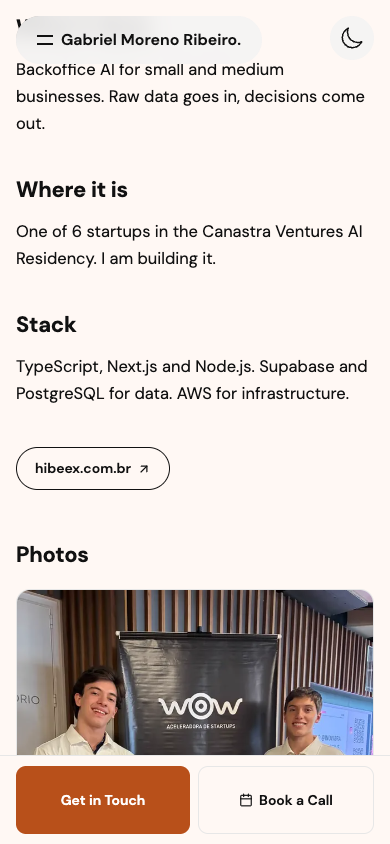 Gabriel Moreno Ribeiro.
Backoffice AI for small and medium
businesses. Raw data goes in, decisions come
out.
Where it is
One of 6 startups in the Canastra Ventures AI
Residency. I am building it.
Stack
TypeScript, Next.js and Node.js. Supabase and
PostgreSQL for data. AWS for infrastructure.
hibeex.com.br
Photos
WOW
ACELERADORA DE STARTUPS
Get in Touch
Book a Call